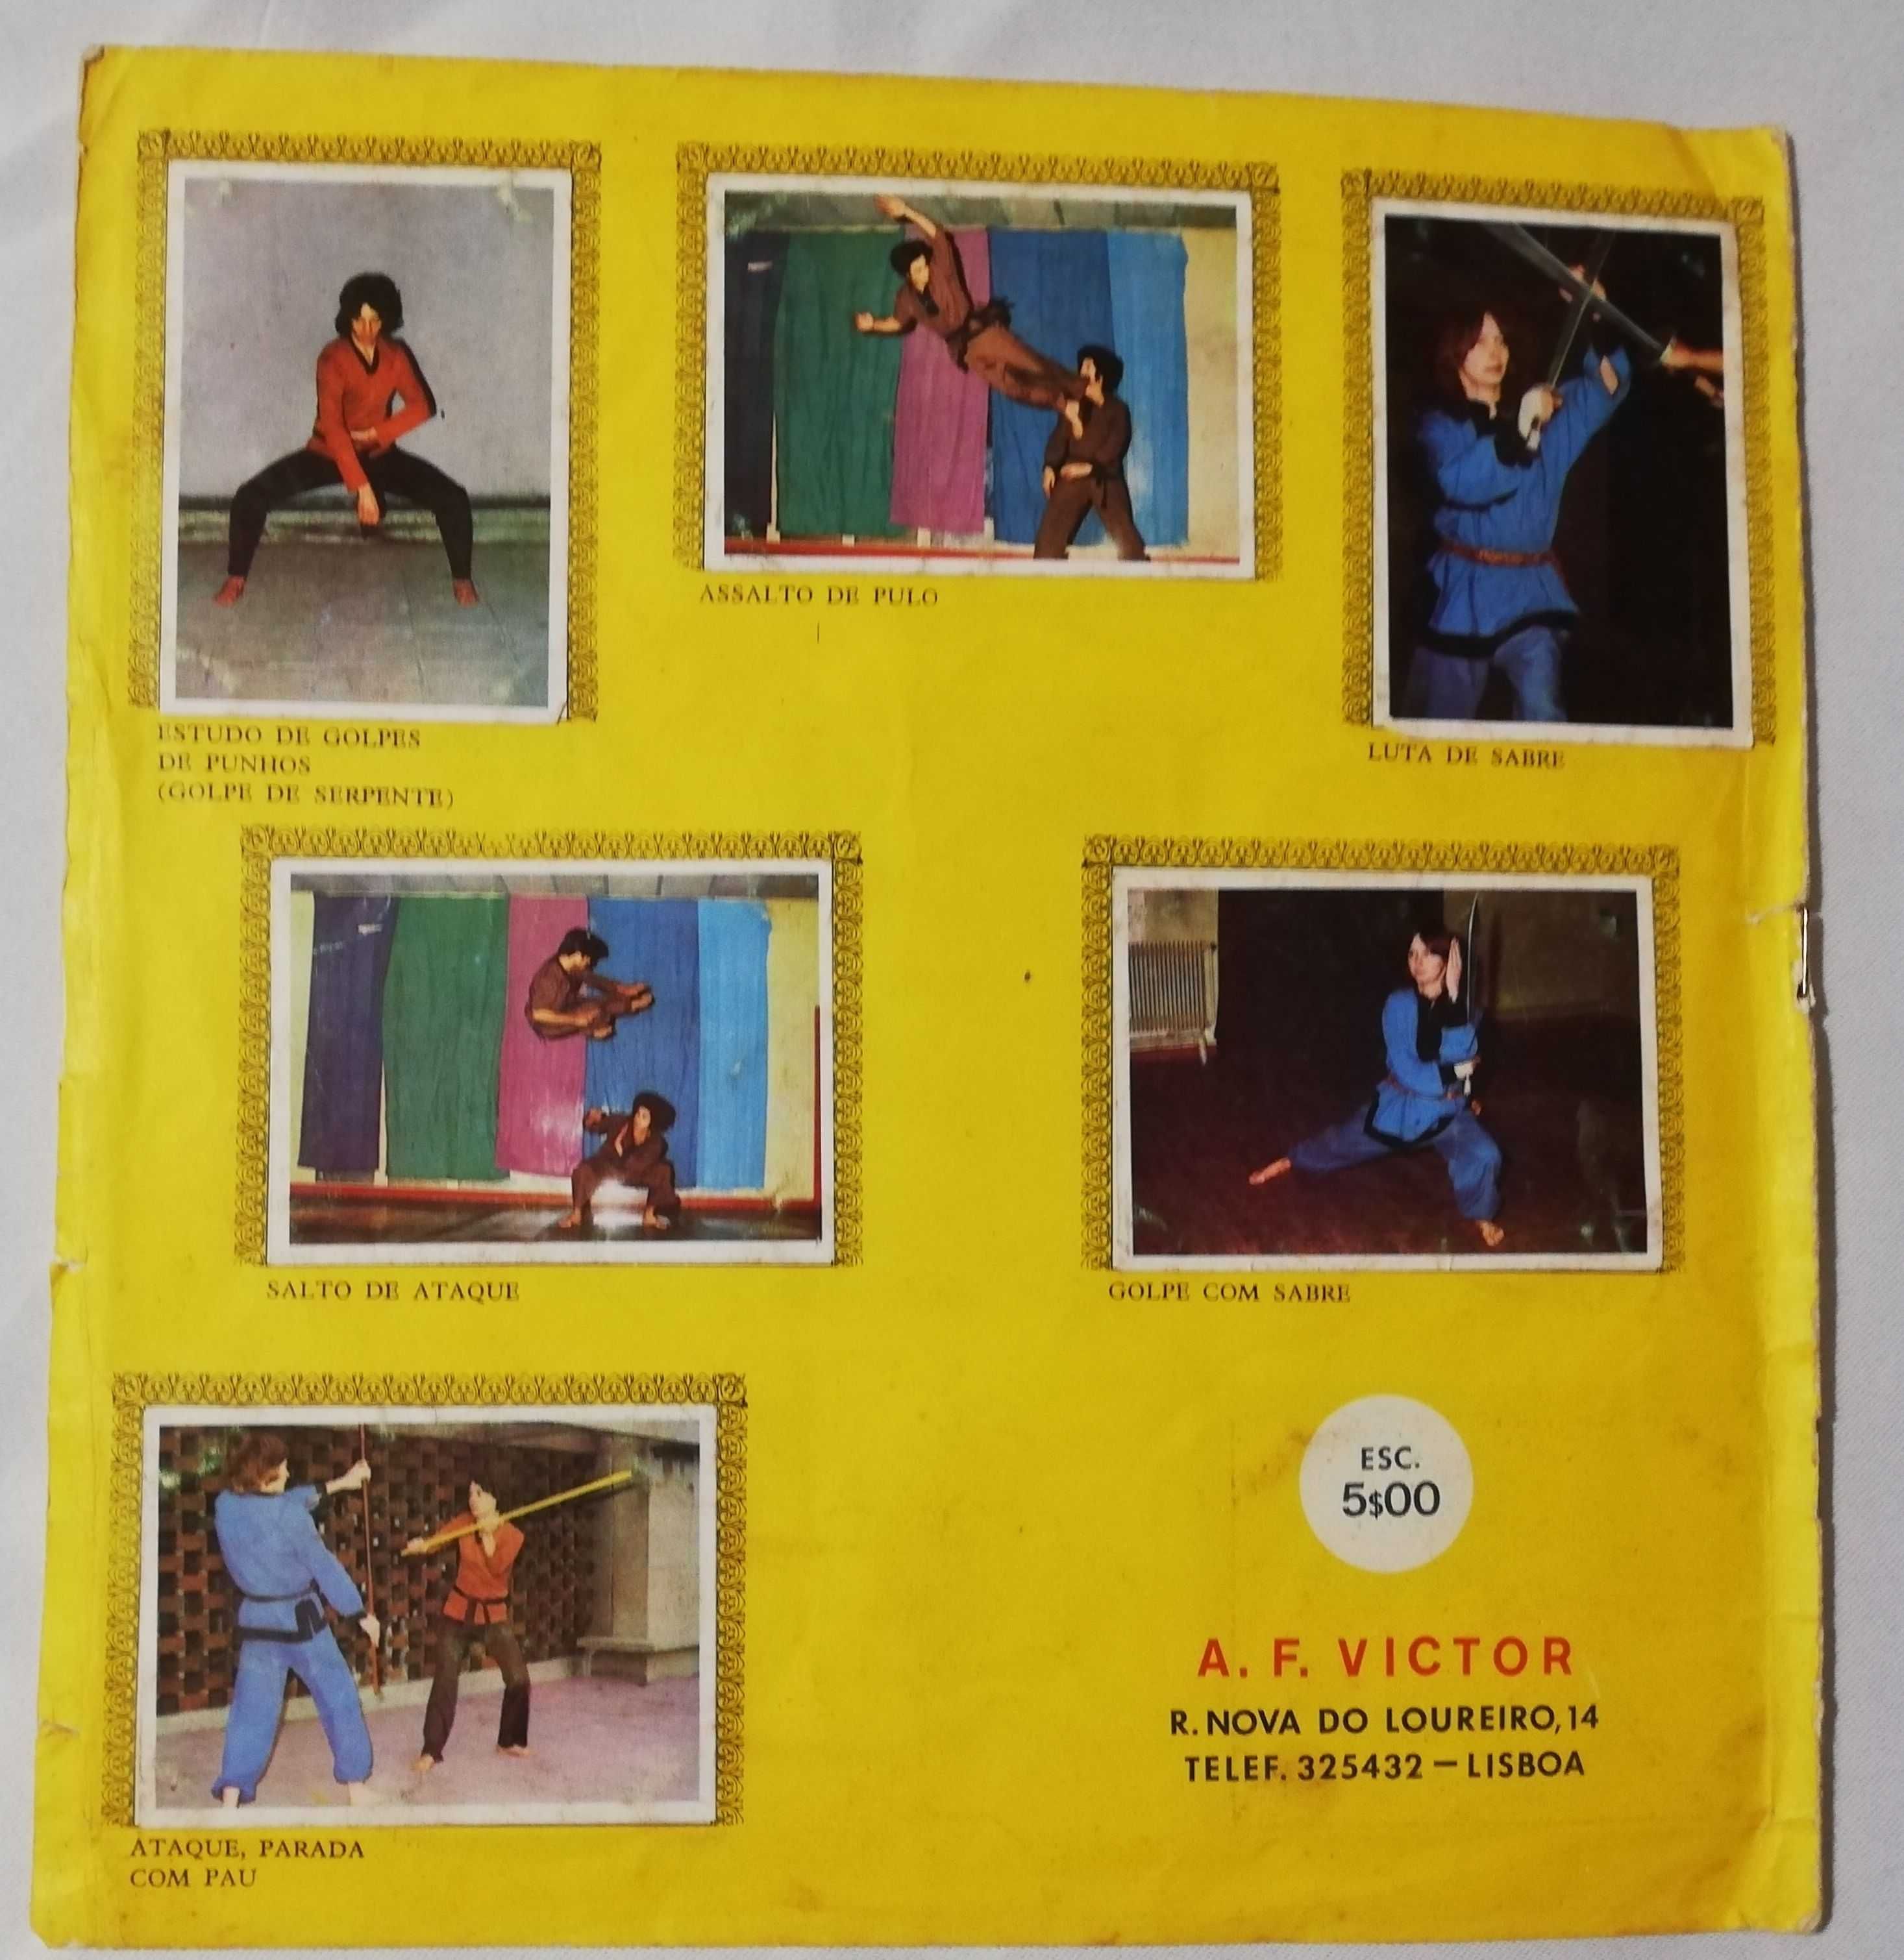 ESTUDO DE GOLPES
DE PUNHOS
(GOLPE DE SERPENTE)
ASSALTO DE PULO
LUTA DE SABRE
SALTO DE ATAQUE
GOLPE COM SABRE
ATAQUE, PARADA
COM PAU
ESC.
5$00
A. F. VICTOR
R. NOVA DO LOUREIRO, 14
TELEF. 325432 — LISBOA